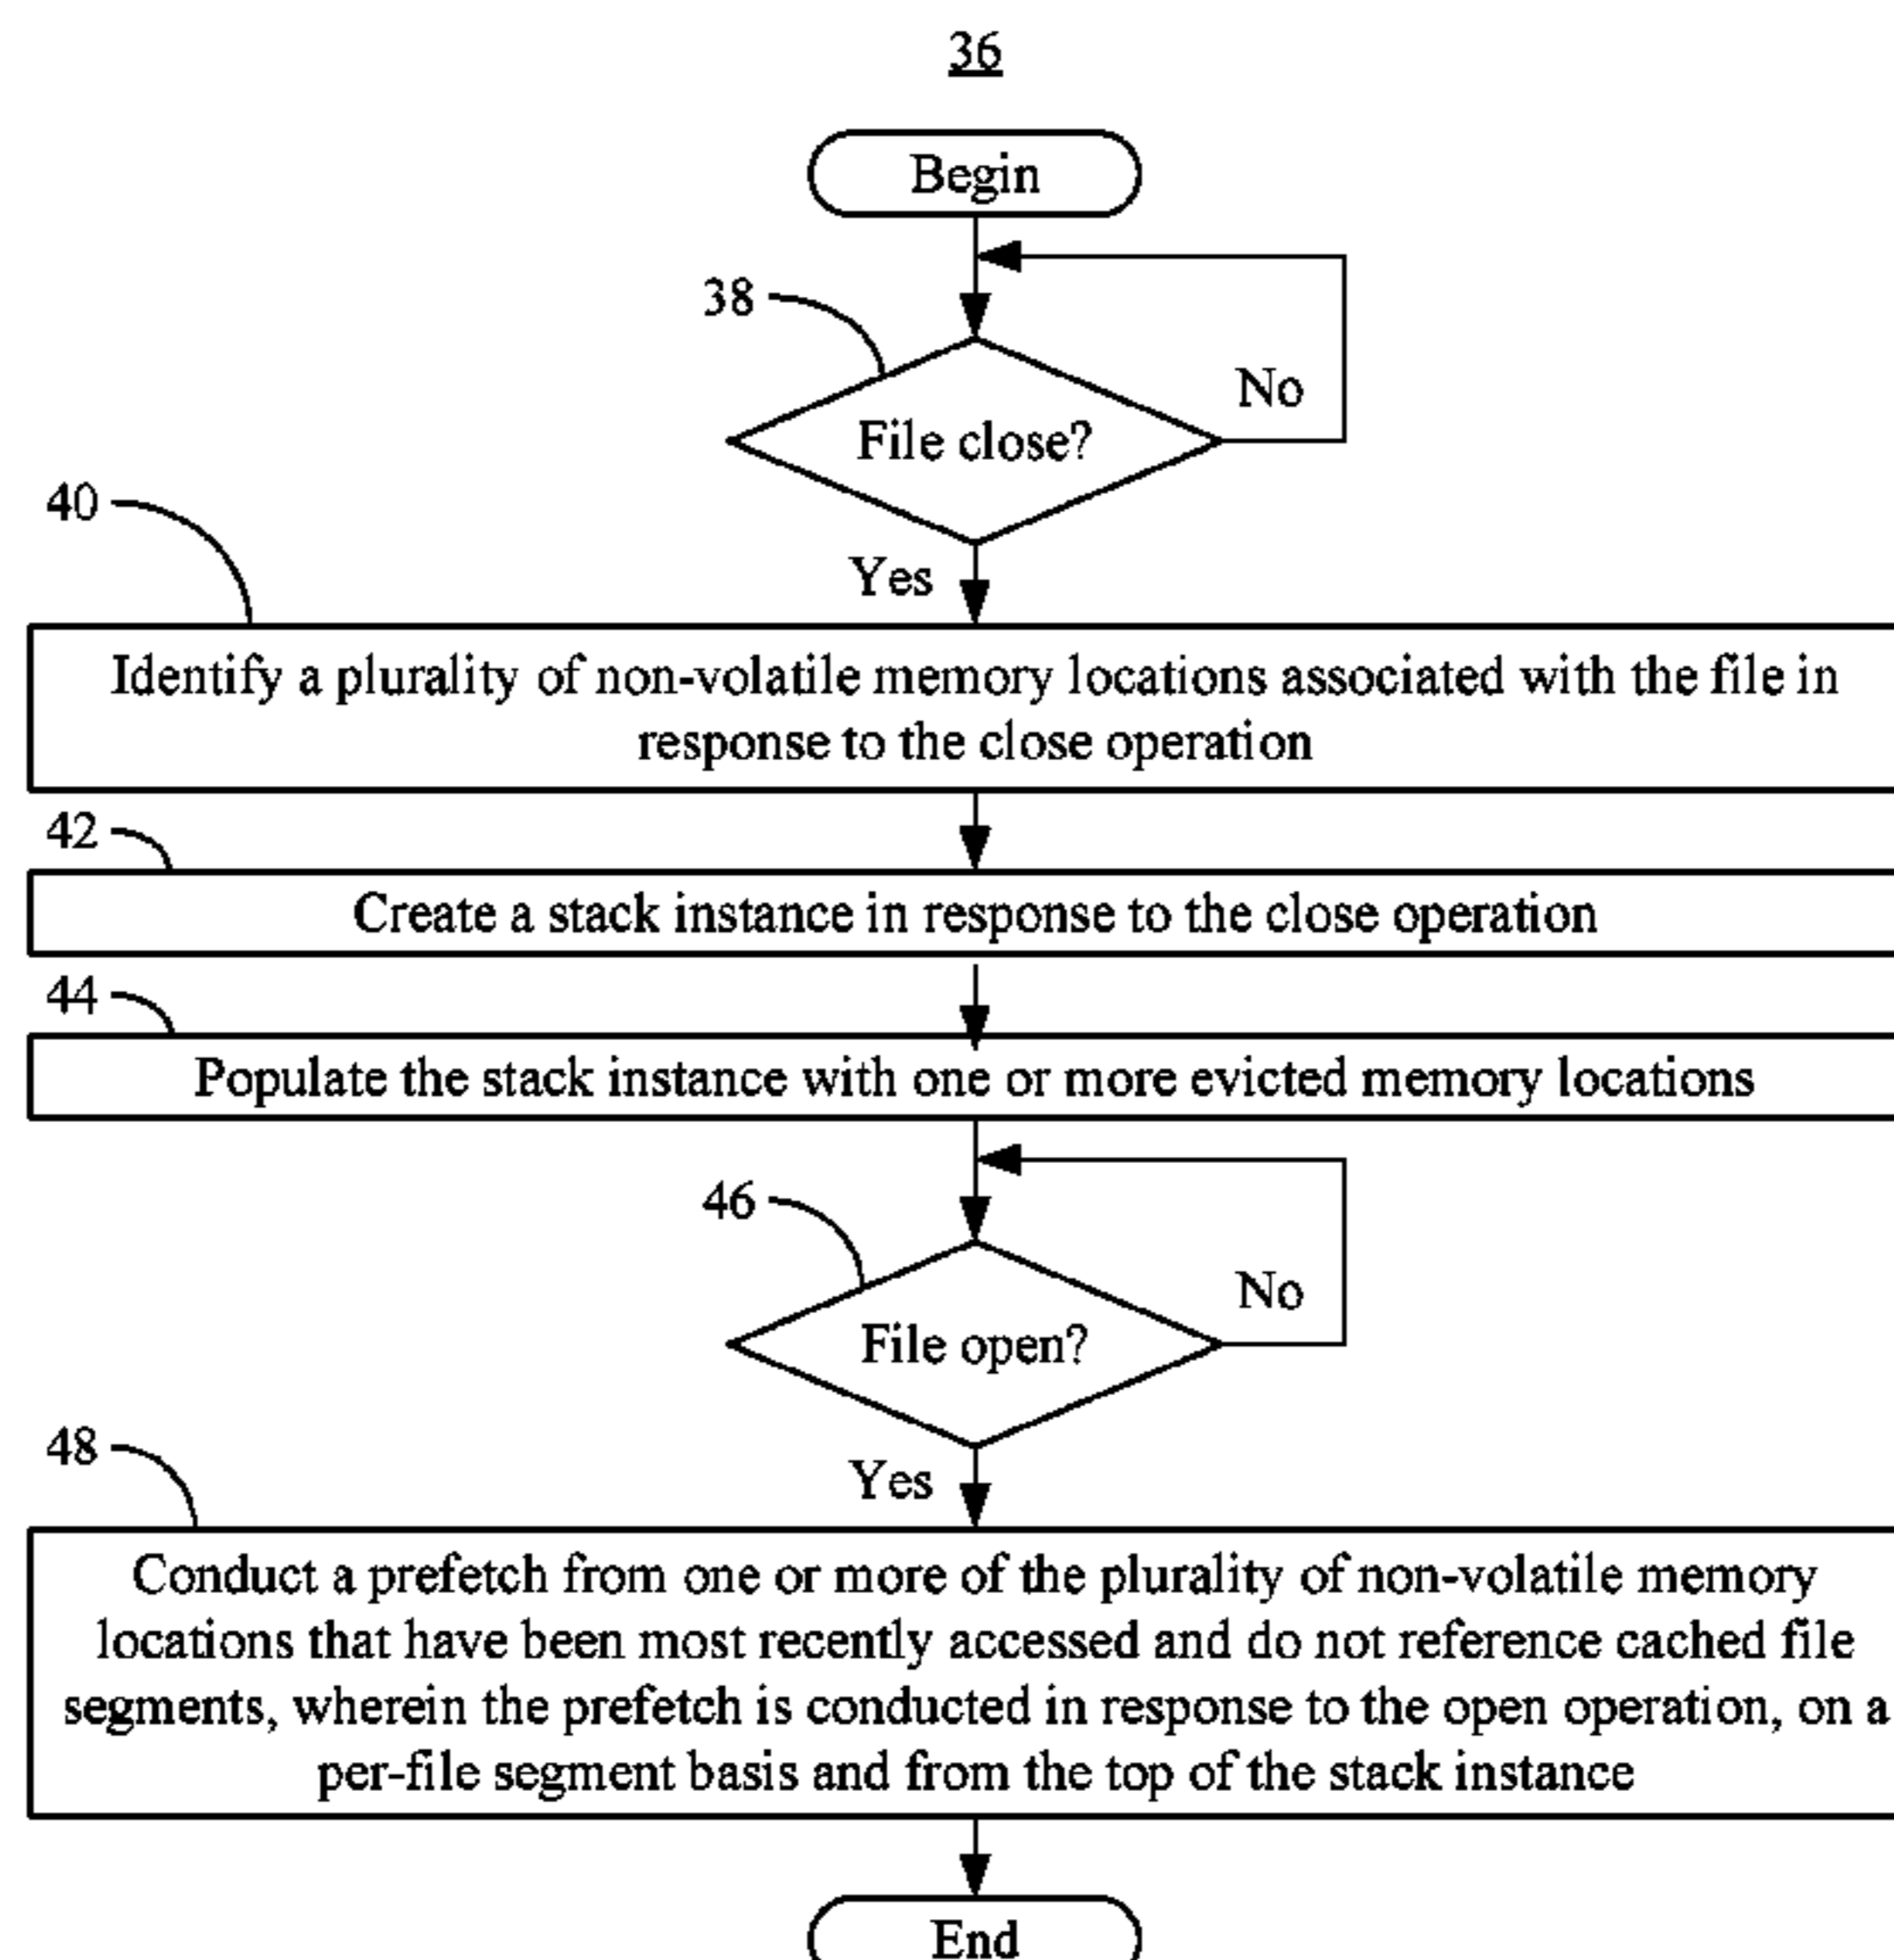 36
Begin
38
No
File close?
40
Yes
Identify a plurality of non-volatile memory locations associated with the file in
response to the close operation
42
Create a stack instance in response to the close operation
44
Populate the stack instance with one or more evicted memory locations
46
No
File open?
48
Yes
Conduct a prefetch from one or more of the plurality of non-volatile memory
locations that have been most recently accessed and do not reference cached file
segments, wherein the prefetch is conducted in response to the open operation, on a
per-file segment basis and from the top of the stack instance
End